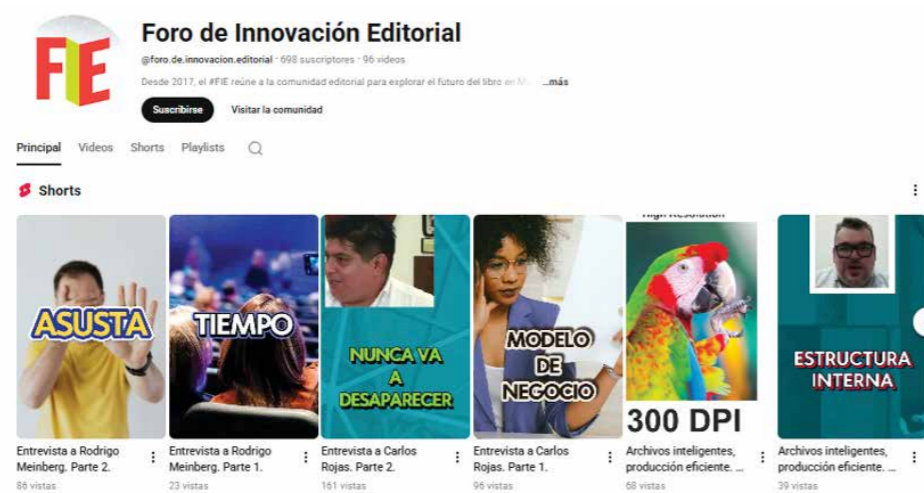 FIE
Foro de Innovación Editorial
@foro.de.innovacion.editorial · 698 suscriptores · 96 videos
Desde 2017, el #FIE reúne a la comunidad editorial para explorar el futuro del libro en ...más
Suscribirse Visitar la comunidad
Principal Videos Shorts Playlists
Shorts
ASUSTA
TIEMPO
NUNCA VA
A
DESAPARECER
MODELO
DE
NEGOCIO
High Resolution
300 DPI
ESTRUCTURA
INTERNA
Entrevista a Rodrigo
Meinberg. Parte 2.
86 vistas
Entrevista a Rodrigo
Meinberg. Parte 1.
23 vistas
Entrevista a Carlos
Rojas. Parte 2.
161 vistas
Entrevista a Carlos
Rojas. Parte 1.
96 vistas
Archivos inteligentes,
producción eficiente. ...
68 vistas
Archivos inteligentes,
producción eficiente. ...
39 vistas